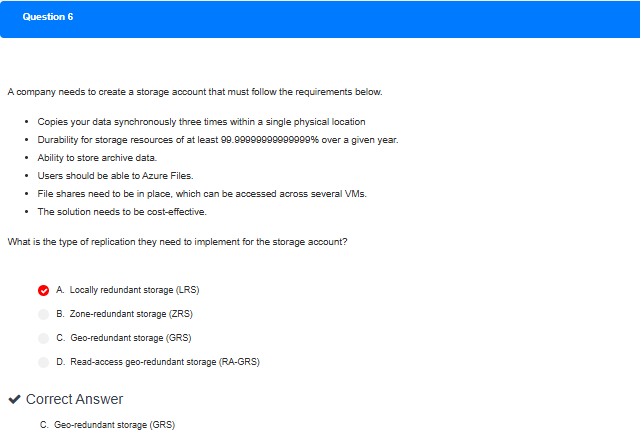 Question 6
A company needs to create a storage account that must follow the requirements below.
• Copies your data synchronously three times within a single physical location
• Durability for storage resources of at least 99.99999999999999% over a given year.
• Ability to store archive data.
• Users should be able to Azure Files.
• File shares need to be in place, which can be accessed across several VMs.
• The solution needs to be cost-effective.
What is the type of replication they need to implement for the storage account?
A. Locally redundant storage (LRS)
B. Zone-redundant storage (ZRS)
C. Geo-redundant storage (GRS)
D. Read-access geo-redundant storage (RA-GRS)
Correct Answer
C. Geo-redundant storage (GRS)